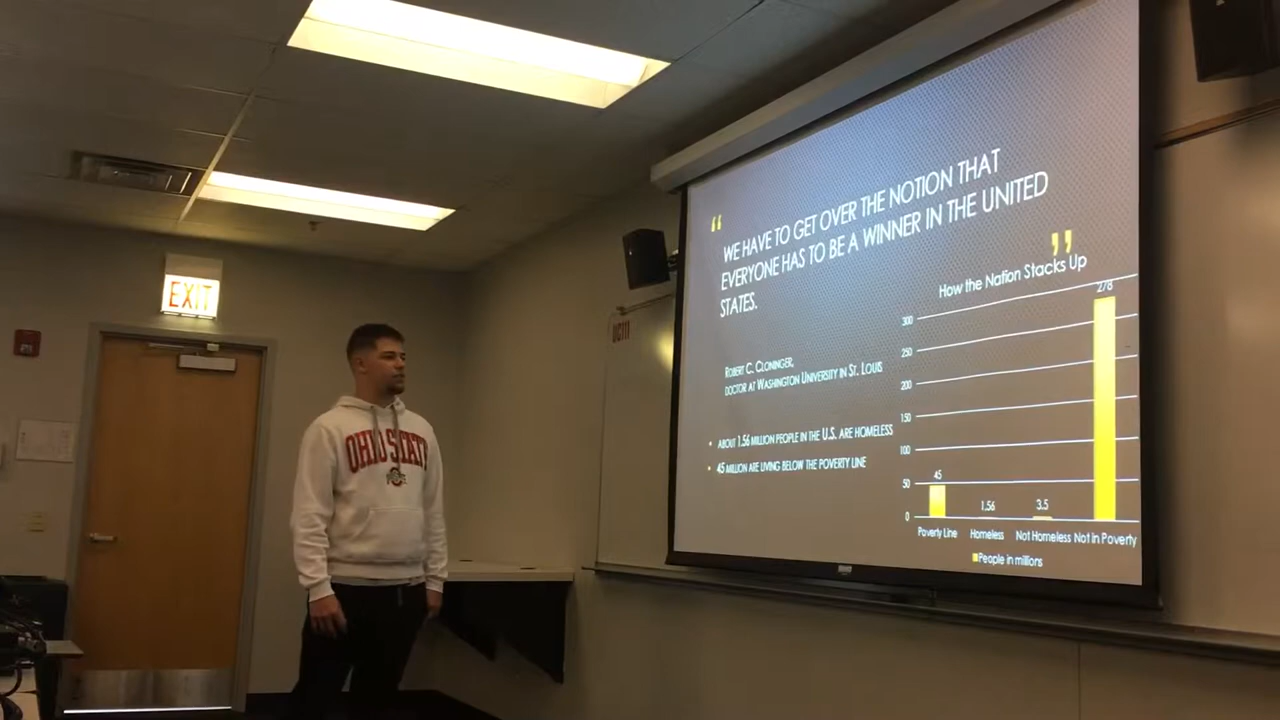 EXIT
OHIO STATE
UC111
“
WE HAVE TO GET OVER THE NOTION THAT
EVERYONE HAS TO BE A WINNER IN THE UNITED
STATES.
”
ROBERT C. CLONINGER,
DOCTOR AT WASHINGTON UNIVERSITY IN ST. LOUIS
• ABOUT 1.56 MILLION PEOPLE IN THE U.S. ARE HOMELESS
• 45 MILLION ARE LIVING BELOW THE POVERTY LINE
How the Nation Stacks Up
278
300
250
200
150
100
50
45
1.56
3.5
0
Poverty Line Homeless Not Homeless Not in Poverty
People in millions